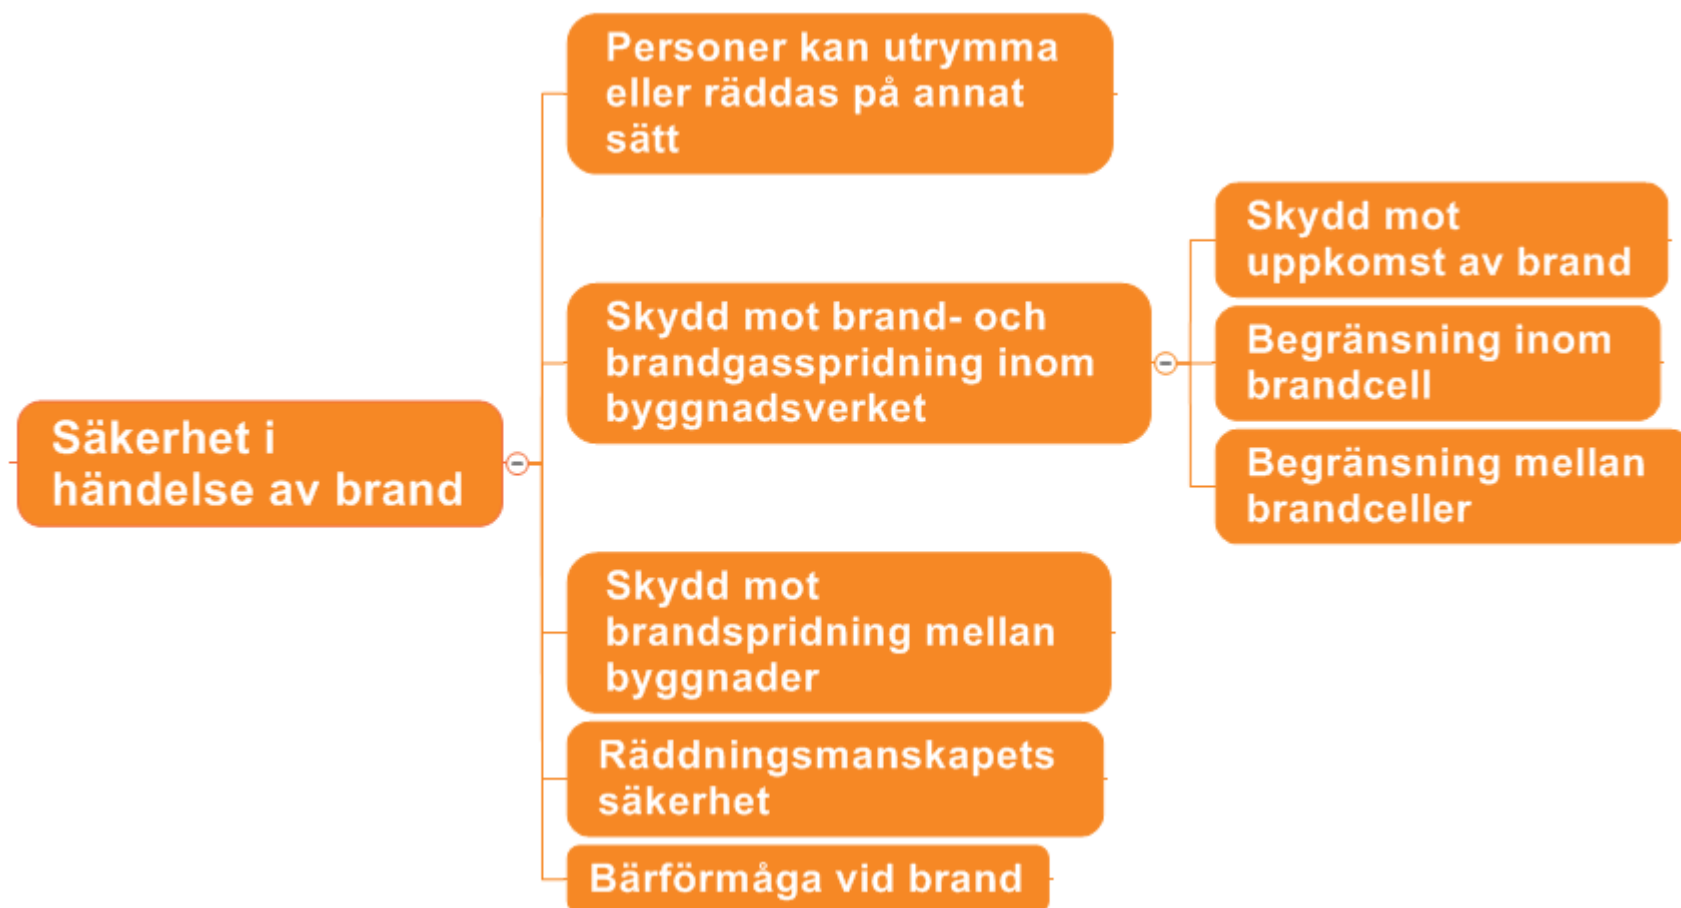 Säkerhet i
händelse av brand
Personer kan utrymma
eller räddas på annat
sätt
Skydd mot brand- och
brandgasspridning inom
byggnadsverket
Skydd mot
uppkomst av brand
Begränsning inom
brandcell
Begränsning mellan
brandceller
Skydd mot
brandspridning mellan
byggnader
Räddningsmanskapets
säkerhet
Bärförmåga vid brand